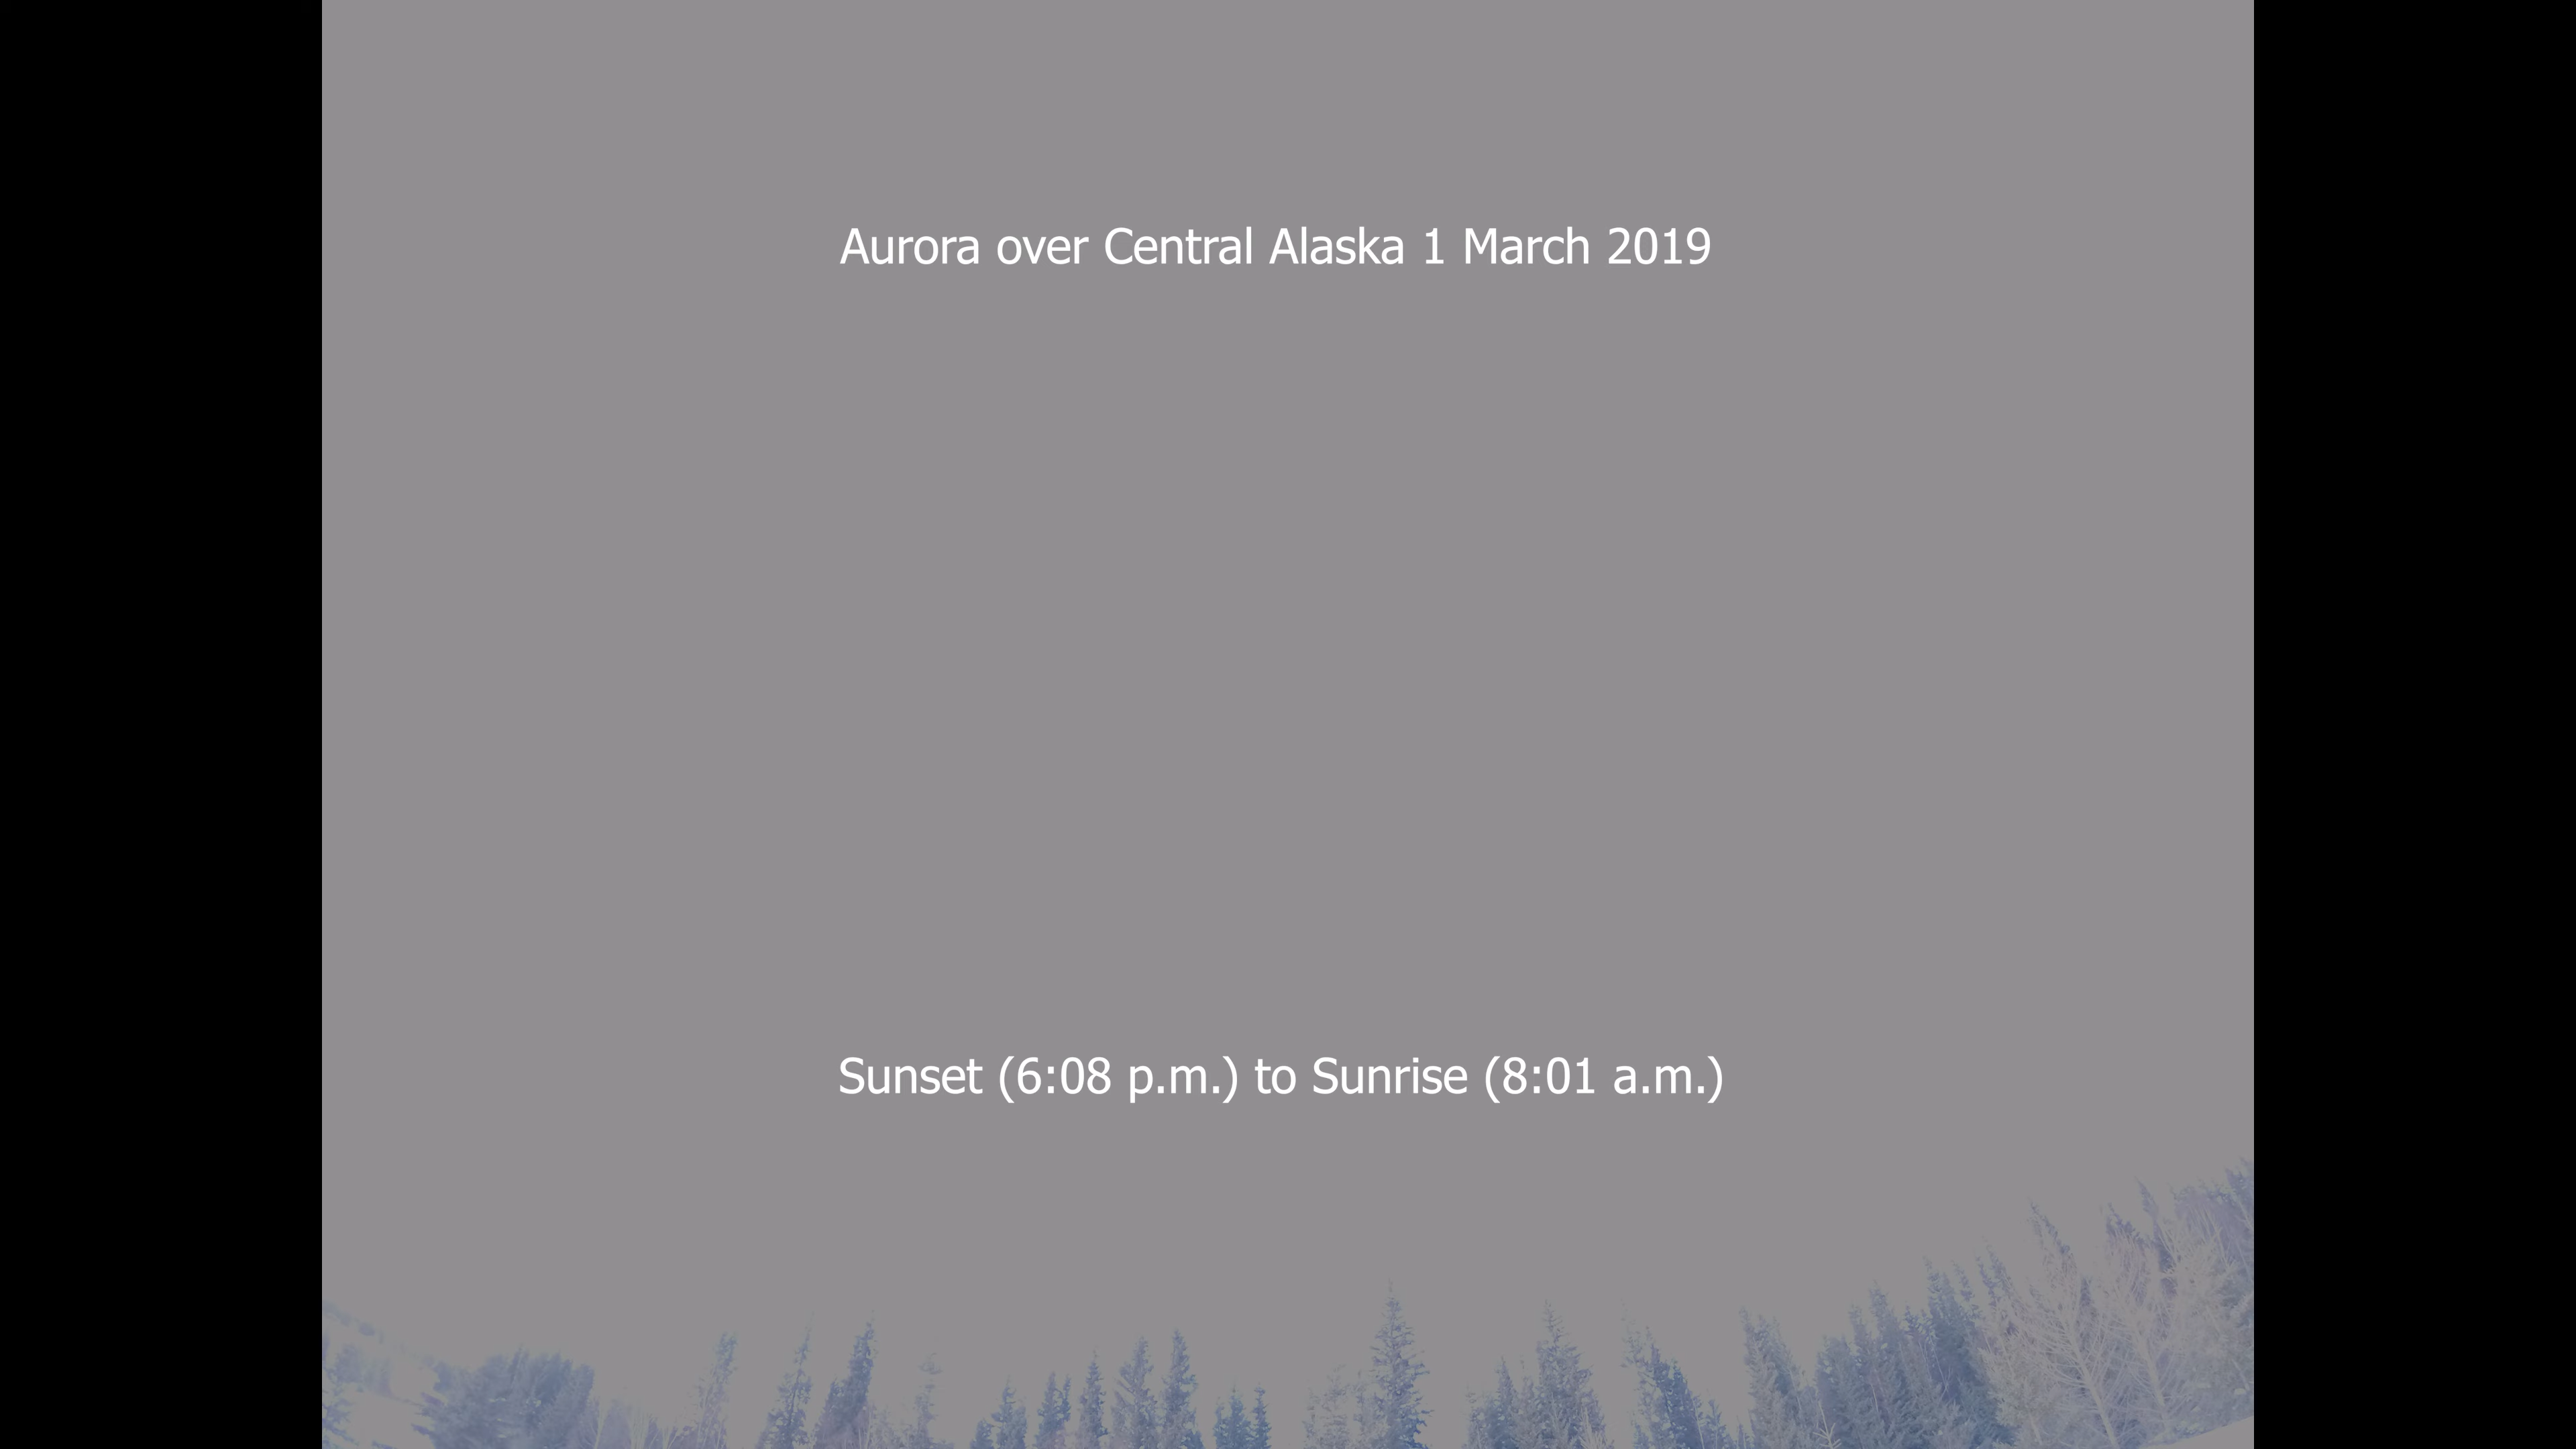 Aurora over Central Alaska 1 March 2019
Sunset (6:08 p.m.) to Sunrise (8:01 a.m.)